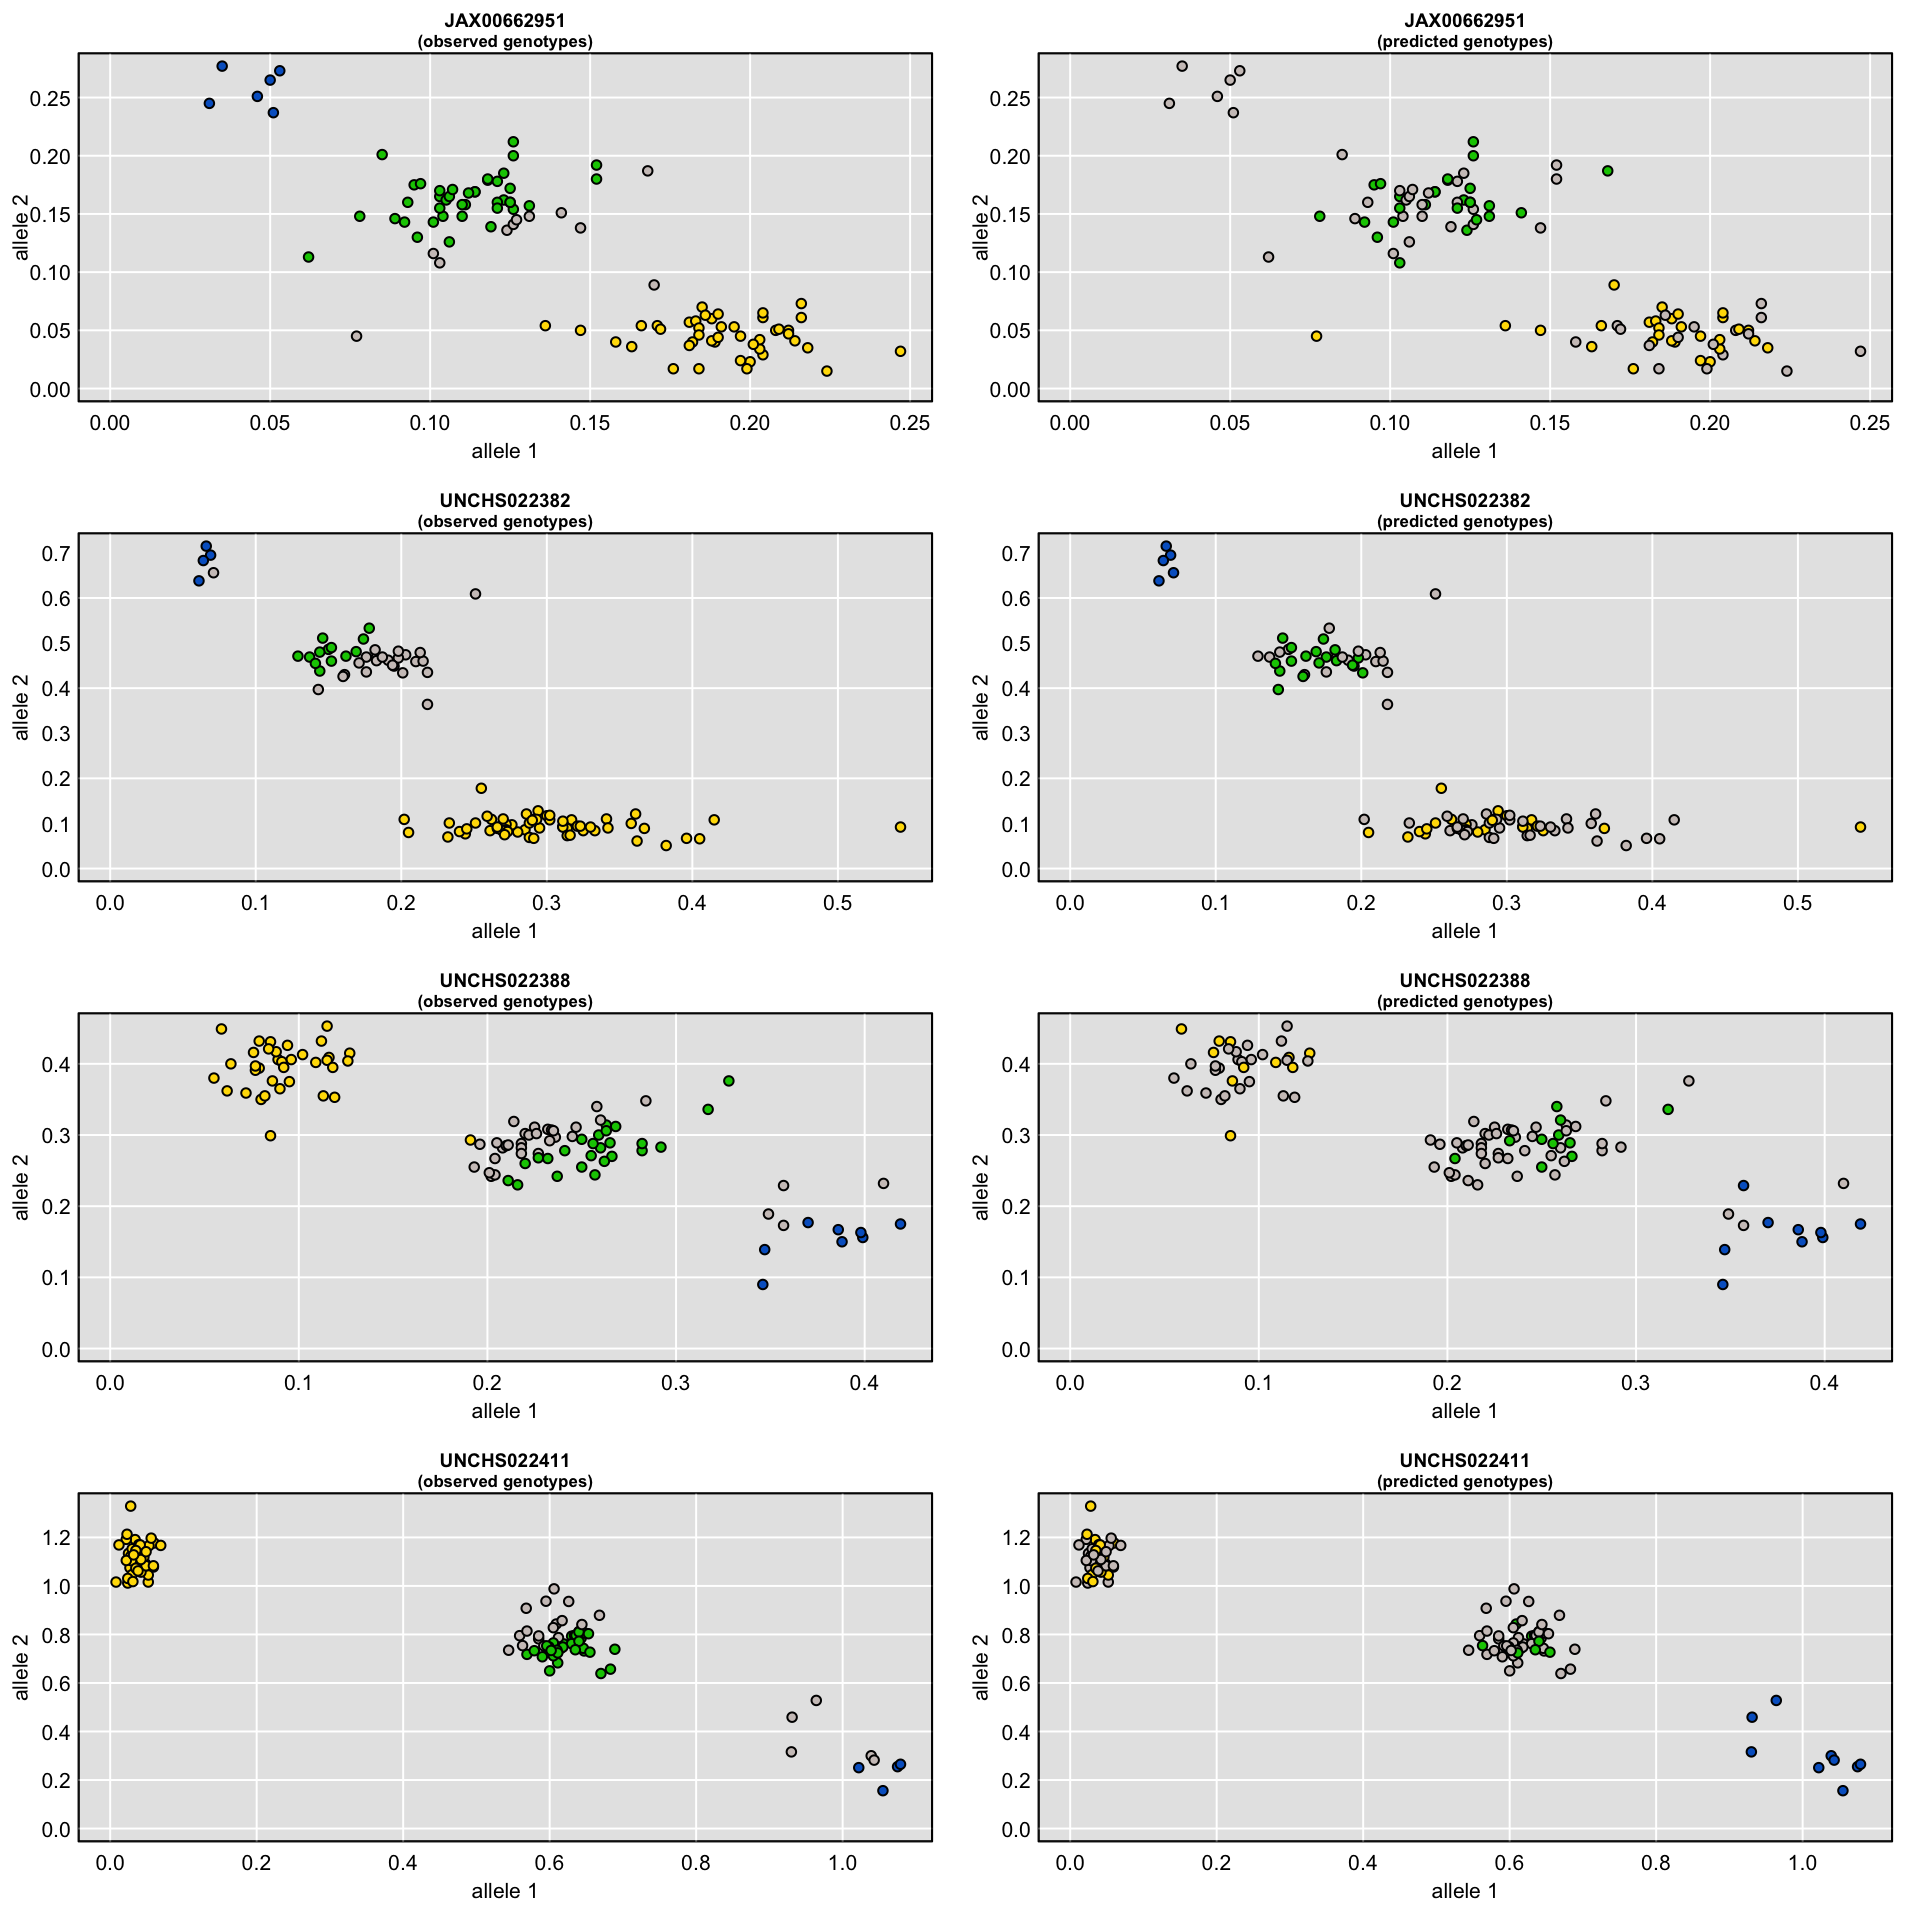 JAX00662951
(observed genotypes)
allele 2
0.25
0.20
0.15
0.10
0.05
0.00
0.00 0.05 0.10 0.15 0.20 0.25
allele 1
JAX00662951
(predicted genotypes)
allele 2
0.25
0.20
0.15
0.10
0.05
0.00
0.00 0.05 0.10 0.15 0.20 0.25
allele 1
UNCHS022382
(observed genotypes)
allele 2
0.7
0.6
0.5
0.4
0.3
0.2
0.1
0.0
0.0 0.1 0.2 0.3 0.4 0.5
allele 1
UNCHS022382
(predicted genotypes)
allele 2
0.7
0.6
0.5
0.4
0.3
0.2
0.1
0.0
0.0 0.1 0.2 0.3 0.4 0.5
allele 1
UNCHS022388
(observed genotypes)
allele 2
0.4
0.3
0.2
0.1
0.0
0.0 0.1 0.2 0.3 0.4
allele 1
UNCHS022388
(predicted genotypes)
allele 2
0.4
0.3
0.2
0.1
0.0
0.0 0.1 0.2 0.3 0.4
allele 1
UNCHS022411
(observed genotypes)
allele 2
1.2
1.0
0.8
0.6
0.4
0.2
0.0
0.0 0.2 0.4 0.6 0.8 1.0
allele 1
UNCHS022411
(predicted genotypes)
allele 2
1.2
1.0
0.8
0.6
0.4
0.2
0.0
0.0 0.2 0.4 0.6 0.8 1.0
allele 1